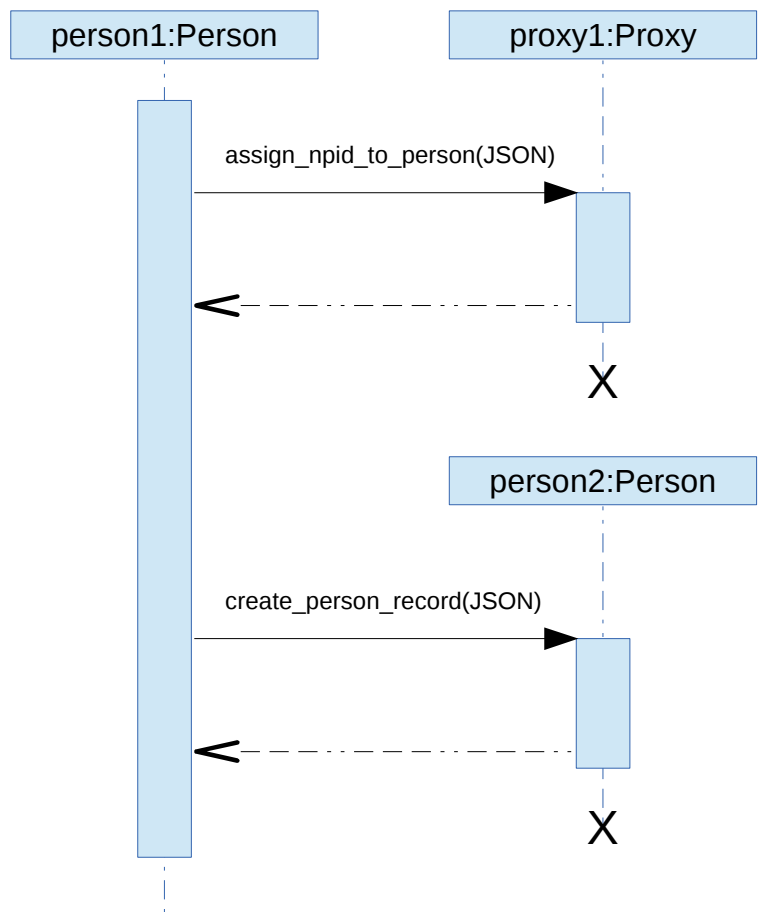 person1:Person
proxy1:Proxy
assign_npid_to_person(JSON)
X
person2:Person
create_person_record(JSON)
X